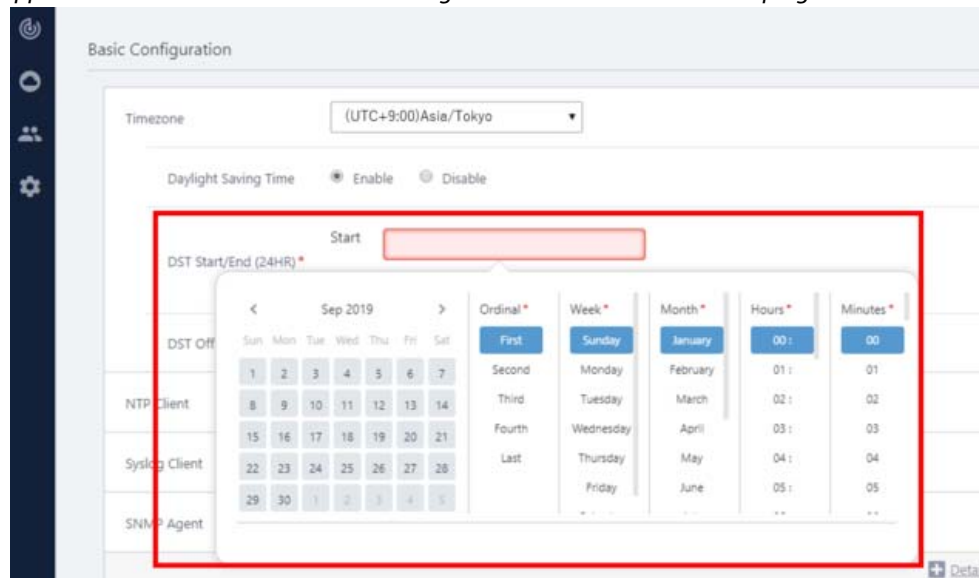 Basic Configuration
Timezone (UTC+9:00)Asia/Tokyo
Daylight Saving Time Enable Disable
Start
DST Start/End (24HR) *
< Sep 2019 > Ordinal * Week * Month * Hours * Minutes *
DST Off Sun Mon Tue Wed Thu Fri Sat First Sunday January 00 : 00
1 2 3 4 5 6 7 Second Monday February 01 : 01
NTP Client 8 9 10 11 12 13 14 Third Tuesday March 02 : 02
15 16 17 18 19 20 21 Fourth Wednesday April 03 : 03
Syslog Client 22 23 24 25 26 27 28 Last Thursday May 04 : 04
29 30 1 2 3 4 5 Friday June 05 : 05
SNMP Agent
+ Deta